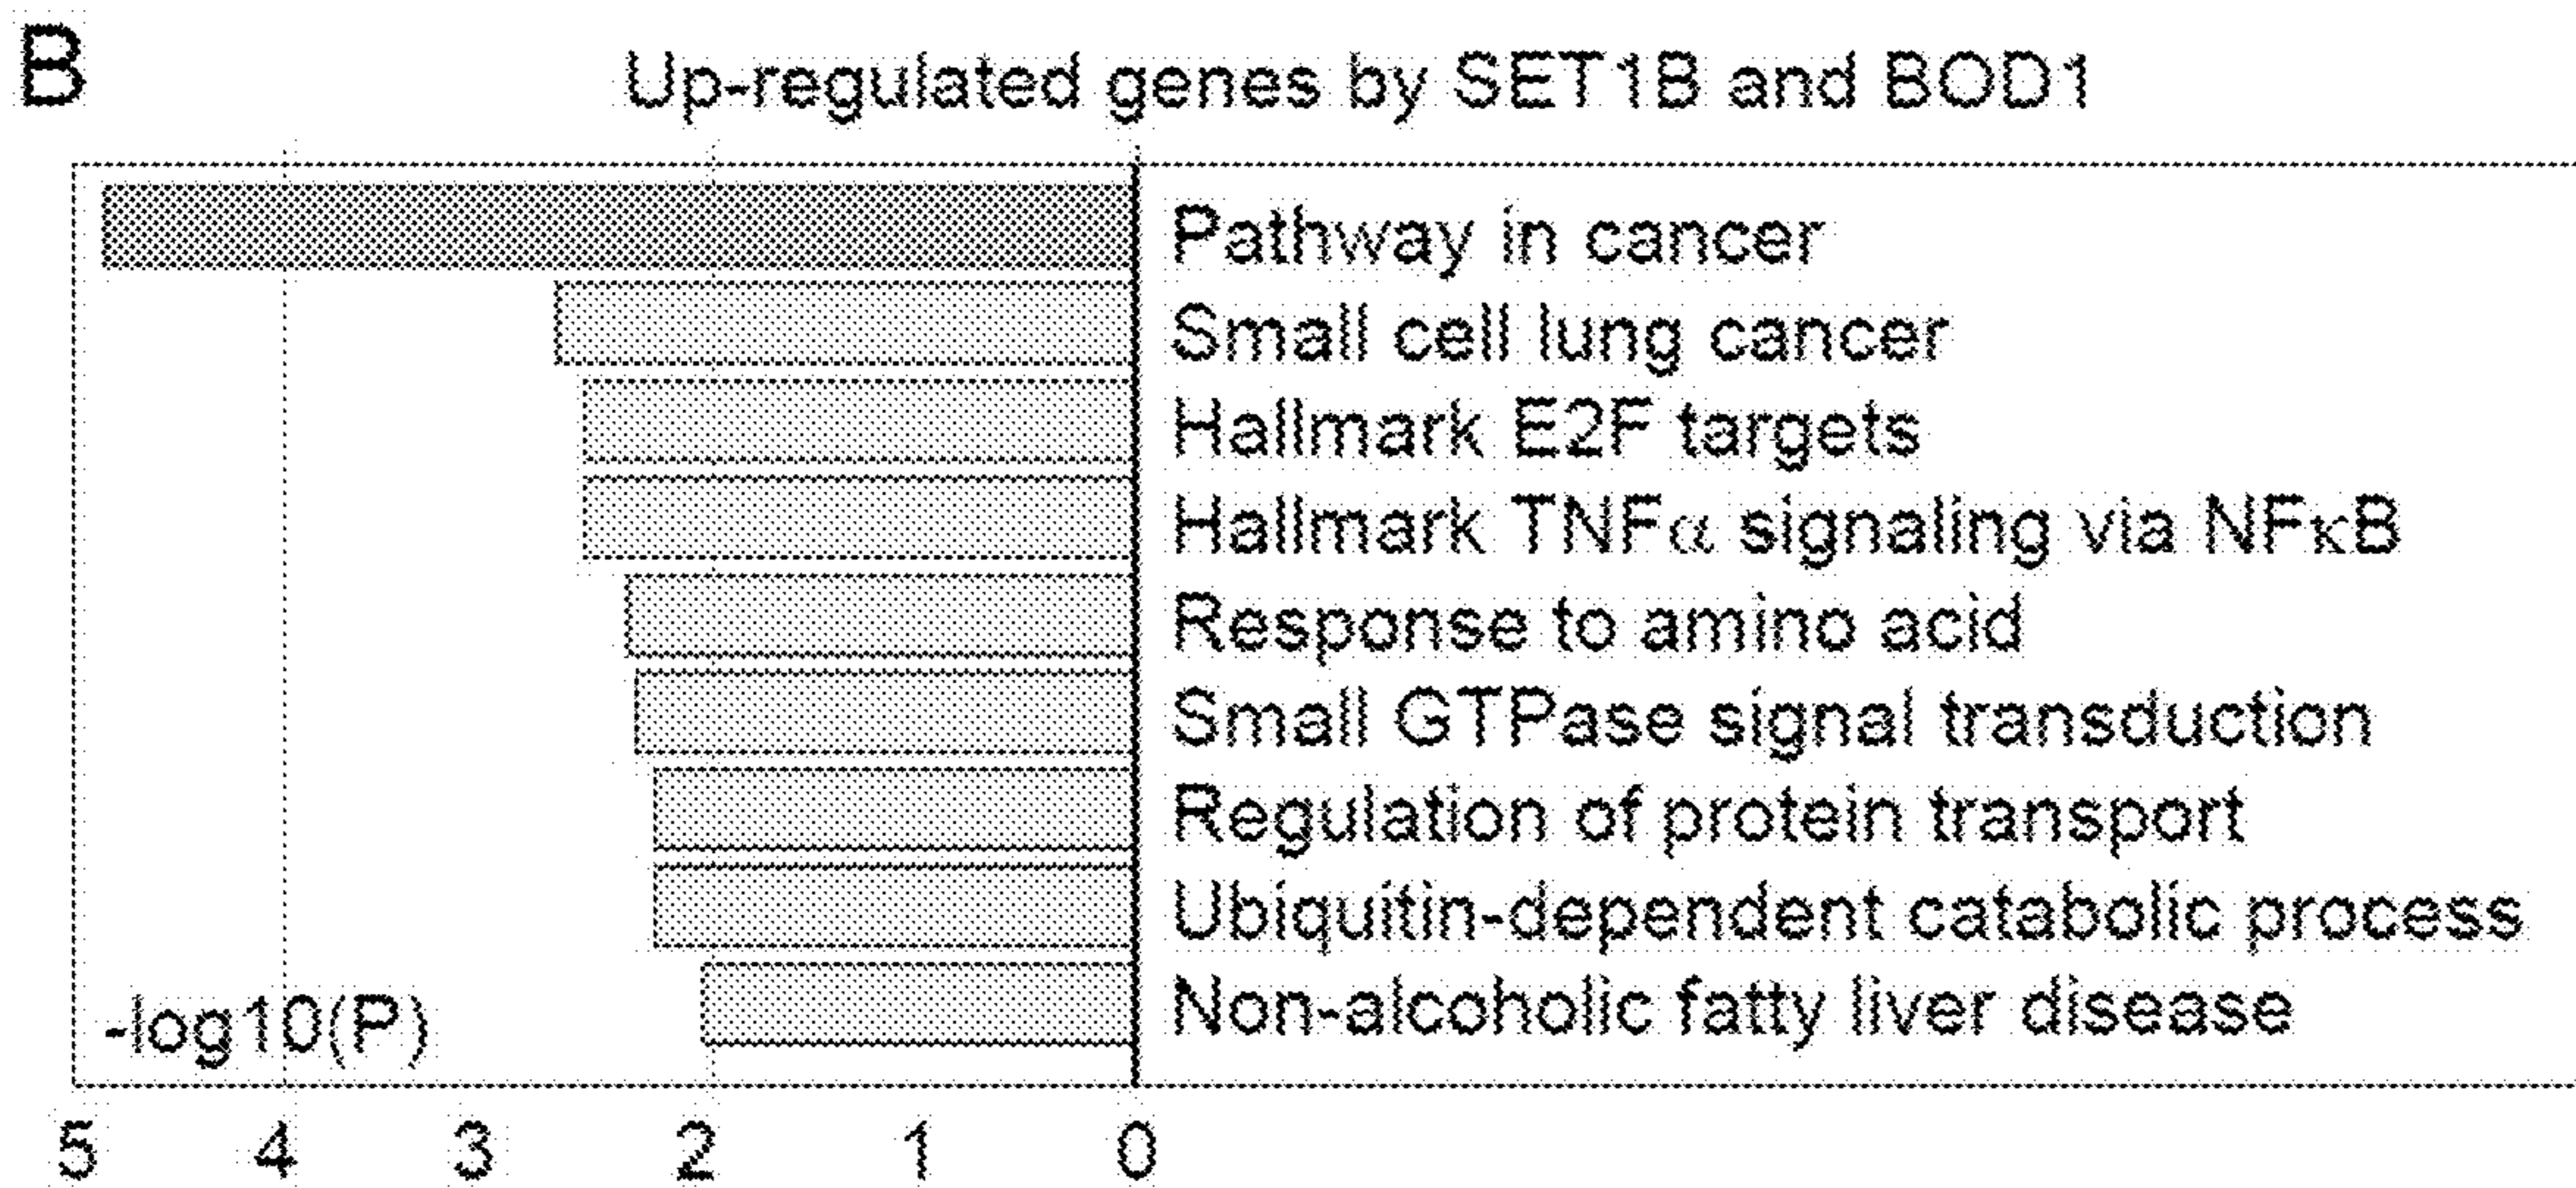 B
Up-regulated genes by SET1B and BOD1
Pathway in cancer
Small cell lung cancer
Hallmark E2F targets
Hallmark TNFα signaling via NFκB
Response to amino acid
Small GTPase signal transduction
Regulation of protein transport
Ubiquitin-dependent catabolic process
Non-alcoholic fatty liver disease
-log10(P)
5 4 3 2 1 0